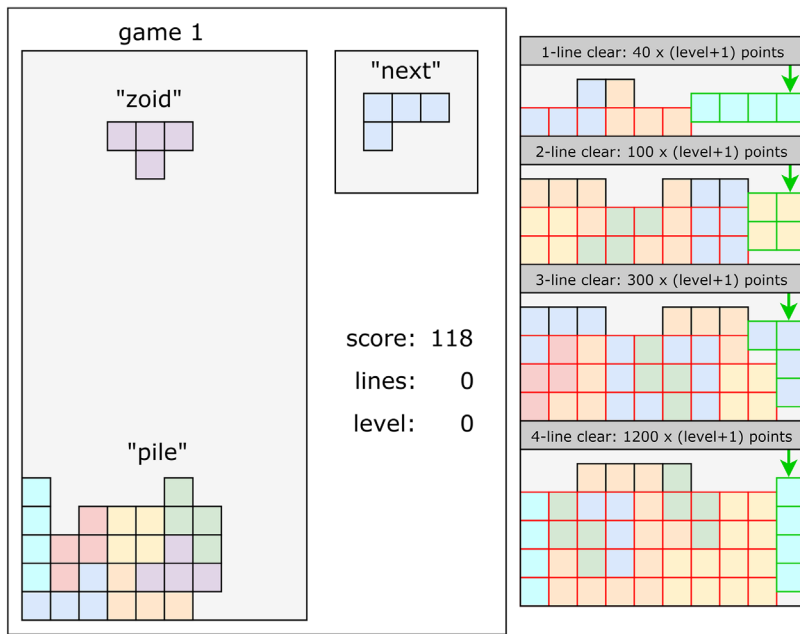 game 1
"zoid"
"next"
score: 118
lines: 0
level: 0
"pile"
1-line clear: 40 x (level+1) points
2-line clear: 100 x (level+1) points
3-line clear: 300 x (level+1) points
4-line clear: 1200 x (level+1) points